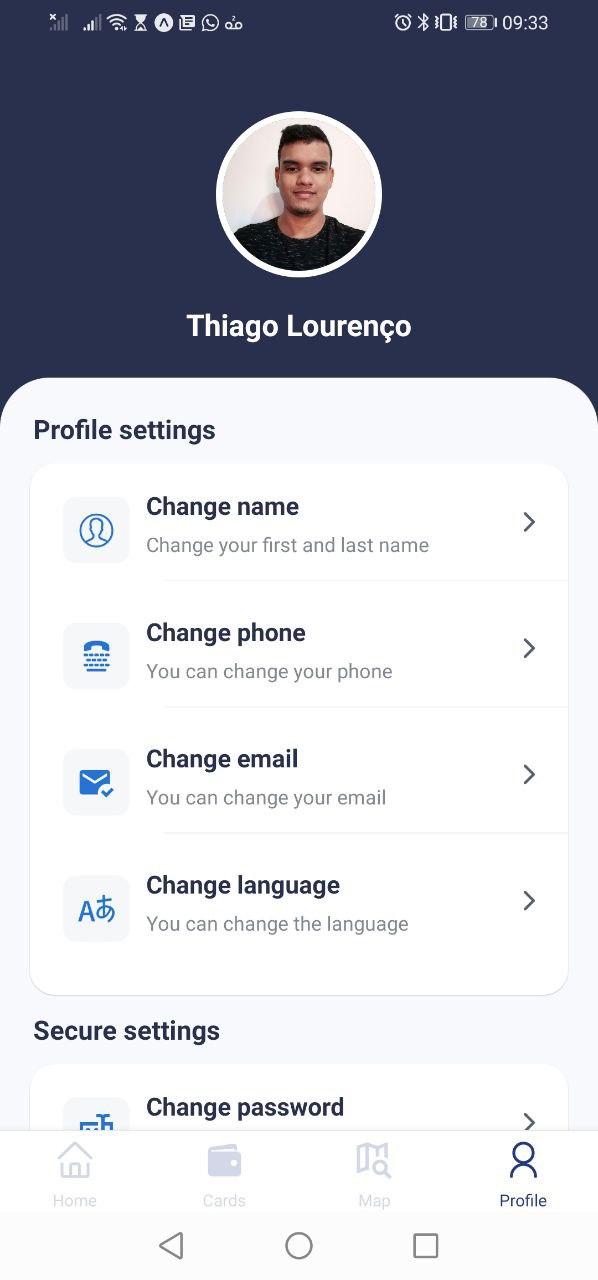 78 09:33
Thiago Lourenço
Profile settings
Change name
Change your first and last name
Change phone
You can change your phone
Change email
You can change your email
Aあ
Change language
You can change the language
Secure settings
Change password
Home Cards Map Profile